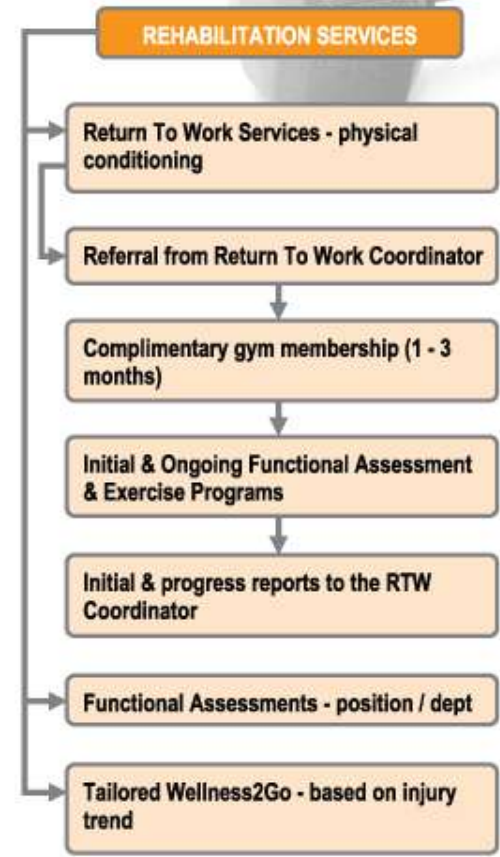 REHABILITATION SERVICES
Return To Work Services - physical
conditioning
Referral from Return To Work Coordinator
Complimentary gym membership (1 - 3
months)
Initial & Ongoing Functional Assessment
& Exercise Programs
Initial & progress reports to the RTW
Coordinator
Functional Assessments - position / dept
Tailored Wellness2Go - based on injury
trend